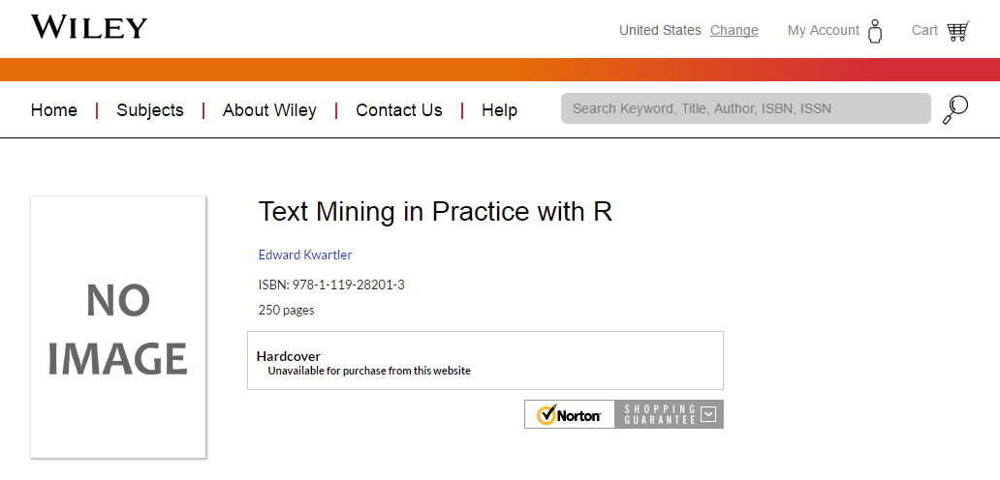 WILEY
United States Change My Account Cart
Home | Subjects | About Wiley | Contact Us | Help Search Keyword, Title, Author, ISBN, ISSN
NO
IMAGE
Text Mining in Practice with R
Edward Kwartler
ISBN: 978-1-119-28201-3
250 pages
Hardcover
Unavailable for purchase from this website
Norton SHOPPING
GUARANTEE